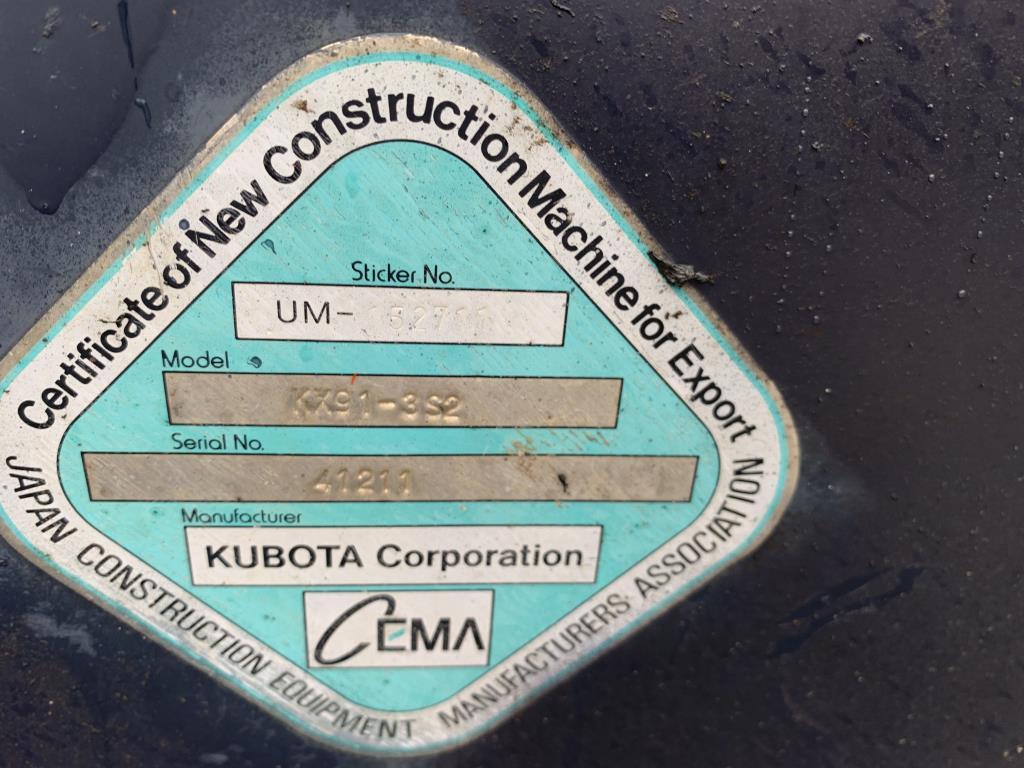 Certificate of New Construction Machine for Export
Sticker No.
UM-
Model
KX91-3S2
Serial No.
41211
Manufacturer
KUBOTA Corporation
CEMA
JAPAN CONSTRUCTION EQUIPMENT MANUFACTURERS ASSOCIATION